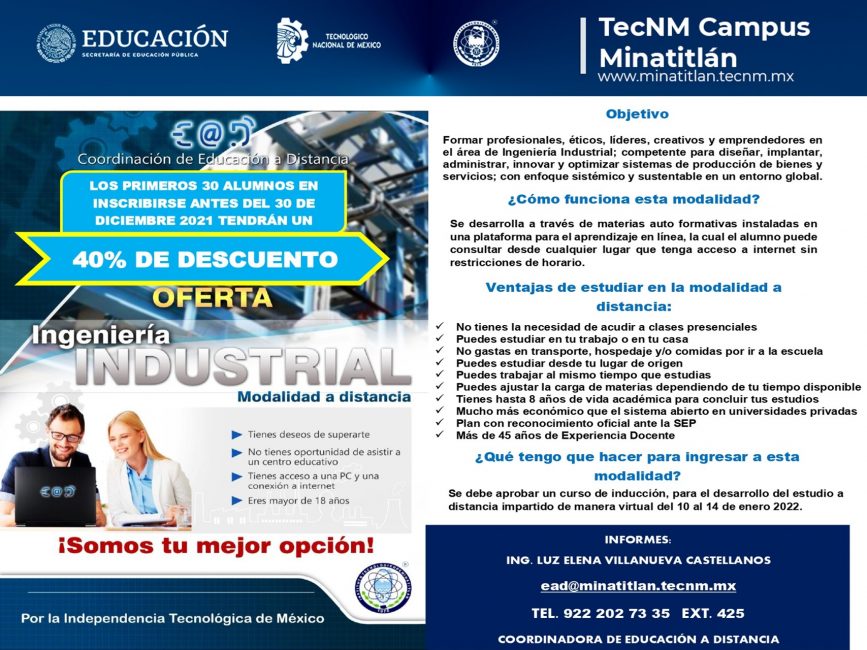 EDUCACIÓN
SECRETARÍA DE EDUCACIÓN PÚBLICA
TECNOLÓGICO
NACIONAL DE MÉXICO
TecNM Campus
Minatitlán
www.minatitlan.tecnm.mx
e@d
Coordinación de Educación a Distancia
LOS PRIMEROS 30 ALUMNOS EN
INSCRIBIRSE ANTES DEL 30 DE
DICIEMBRE 2021 TENDRÁN UN
40% DE DESCUENTO
OFERTA
Ingeniería
INDUSTRIAL
Modalidad a distancia
Tienes deseos de superarte
No tienes oportunidad de asistir a
un centro educativo
Tienes acceso a una PC y una
conexión a internet
Eres mayor de 18 años
e@d
¡Somos tu mejor opción!
Por la Independencia Tecnológica de México
Objetivo
Formar profesionales, éticos, líderes, creativos y emprendedores en
el área de Ingeniería Industrial; competente para diseñar, implantar,
administrar, innovar y optimizar sistemas de producción de bienes y
servicios; con enfoque sistémico y sustentable en un entorno global.
¿Cómo funciona esta modalidad?
Se desarrolla a través de materias auto formativas instaladas en
una plataforma para el aprendizaje en línea, la cual el alumno puede
consultar desde cualquier lugar que tenga acceso a internet sin
restricciones de horario.
Ventajas de estudiar en la modalidad a
distancia:
✓ No tienes la necesidad de acudir a clases presenciales
✓ Puedes estudiar en tu trabajo o en tu casa
✓ No gastas en transporte, hospedaje y/o comidas por ir a la escuela
✓ Puedes estudiar desde tu lugar de origen
✓ Puedes trabajar al mismo tiempo que estudias
✓ Puedes ajustar la carga de materias dependiendo de tu tiempo disponible
✓ Tienes hasta 8 años de vida académica para concluir tus estudios
✓ Mucho más económico que el sistema abierto en universidades privadas
✓ Plan con reconocimiento oficial ante la SEP
✓ Más de 45 años de Experiencia Docente
¿Qué tengo que hacer para ingresar a esta
modalidad?
Se debe aprobar un curso de inducción, para el desarrollo del estudio a
distancia impartido de manera virtual del 10 al 14 de enero 2022.
INFORMES:
ING. LUZ ELENA VILLANUEVA CASTELLANOS
ead@minatitlan.tecnm.mx
TEL. 922 202 73 35 EXT. 425
COORDINADORA DE EDUCACIÓN A DISTANCIA